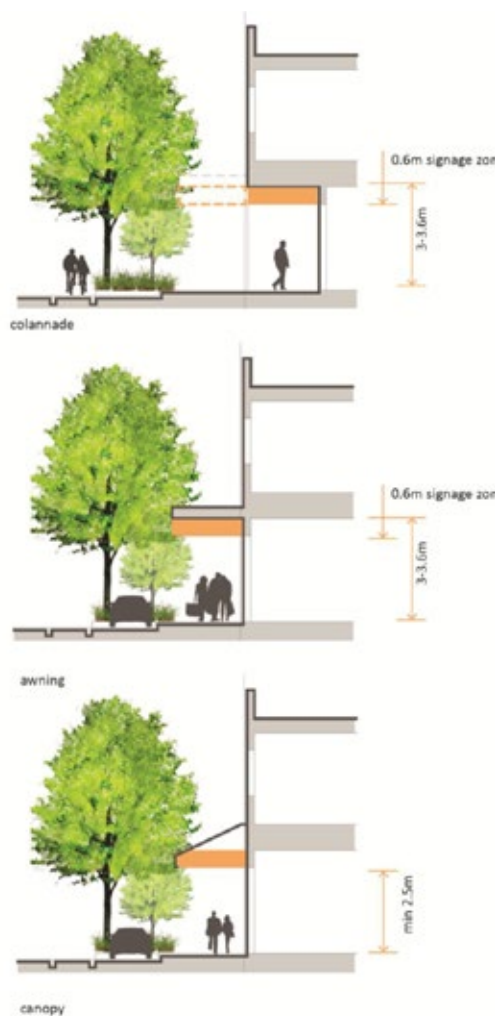 0.6m signage zon
3-3.6m
colannade
0.6m signage zon
3-3.6m
awning
min 2.5m
canopy